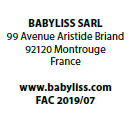 BABYLISS SARL
99 Avenue Aristide Briand
92120 Montrouge
France
www.babyliss.com
FAC 2019/07